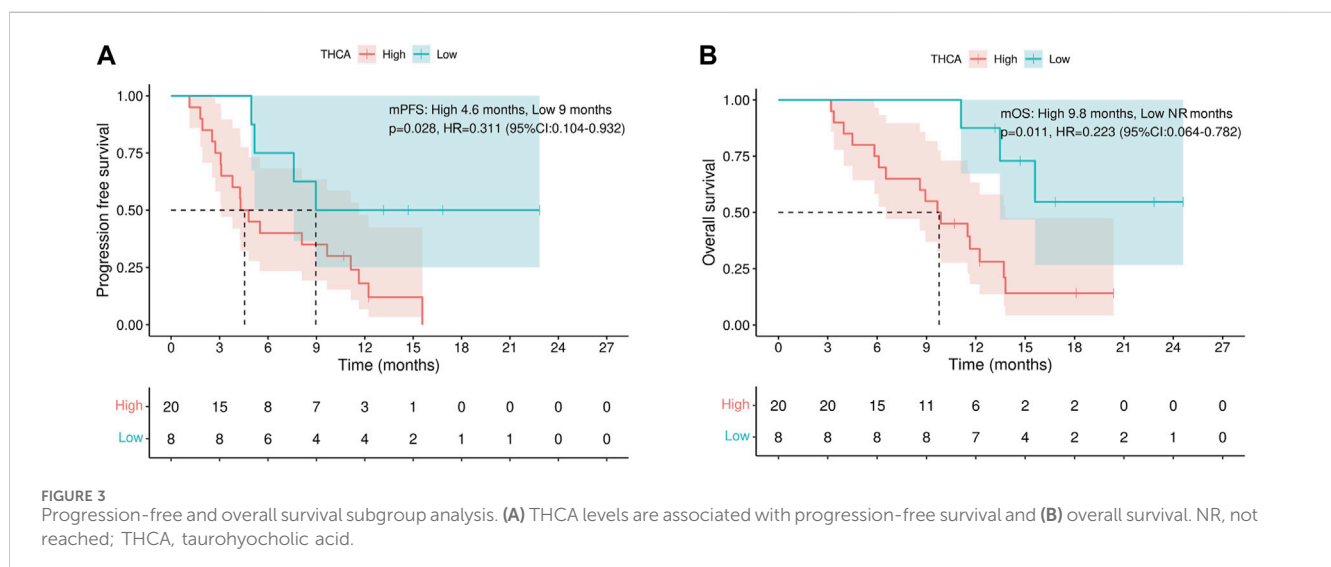 A
THCA High Low
mPFS: High 4.6 months, Low 9 months
p=0.028, HR=0.311 (95%CI:0.104-0.932)
Progression free survival
1.00
0.75
0.50
0.25
0.00
0 3 6 9 12 15 18 21 24 27
Time (months)
High 20 15 8 7 3 1 0 0 0 0
Low 8 8 6 4 4 2 1 1 0 0
B
THCA High Low
mOS: High 9.8 months, Low NR months
p=0.011, HR=0.223 (95%CI:0.064-0.782)
Overall survival
1.00
0.75
0.50
0.25
0.00
0 3 6 9 12 15 18 21 24 27
Time (months)
High 20 20 15 11 6 2 2 0 0 0
Low 8 8 8 8 7 4 2 2 1 0
FIGURE 3
Progression-free and overall survival subgroup analysis. (A) THCA levels are associated with progression-free survival and (B) overall survival. NR, not
reached; THCA, taurohyocholic acid.